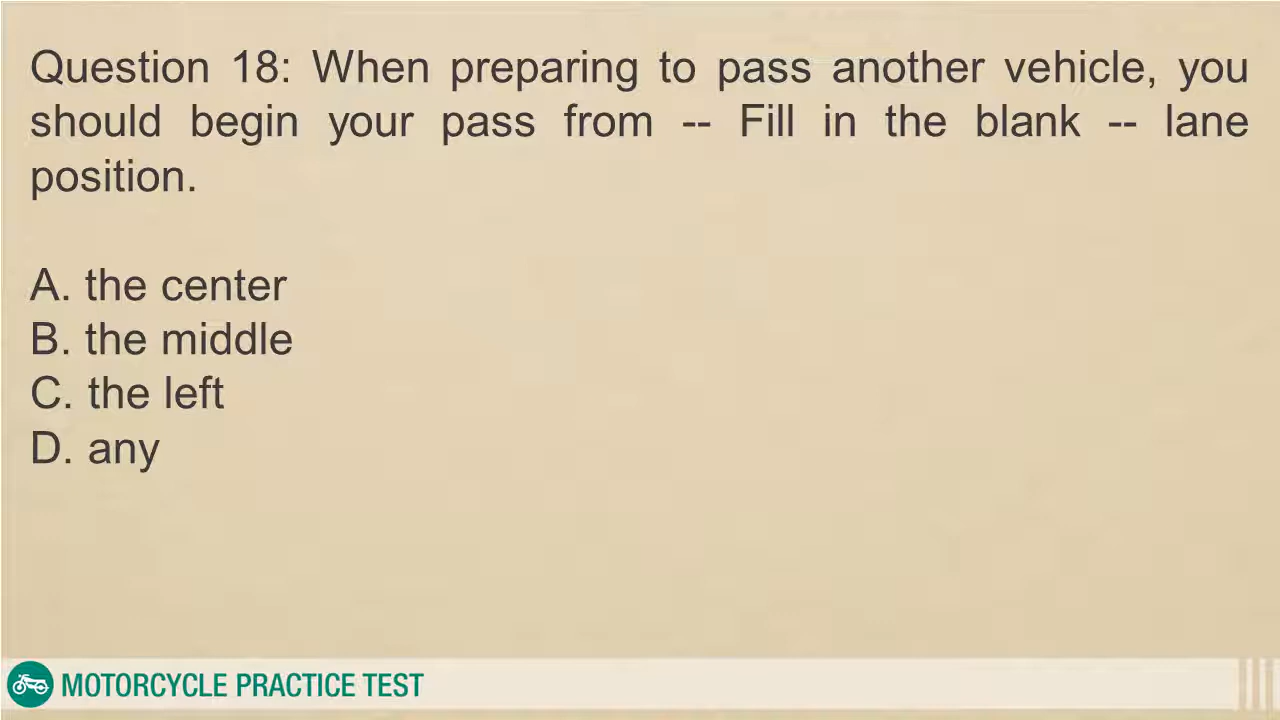 Question 18: When preparing to pass another vehicle, you
should begin your pass from -- Fill in the blank -- lane
position.
A. the center
B. the middle
C. the left
D. any
MOTORCYCLE PRACTICE TEST